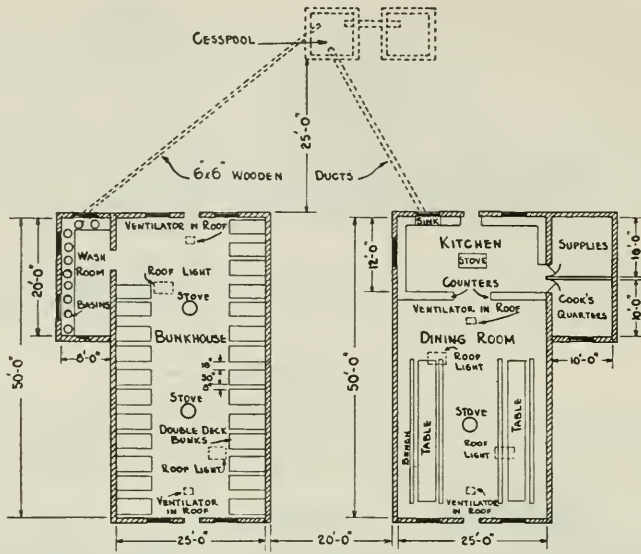 CESSPOOL
25'-0"
6"x6" WOODEN DUCTS
VENTILATOR IN ROOF
WASH ROOM
ROOF LIGHT
BASINS
STOVE
20'-0"
8'-0"
50'-0"
BUNKHOUSE
STOVE
DOUBLE DECK
BUNKS
ROOF LIGHT
VENTILATOR
IN ROOF
25'-0"
20'-0"
SINK
KITCHEN
STOVE
SUPPLIES
12'-0"
10'-0"
COUNTERS
COOK'S
QUARTERS
10'-0"
VENTILATOR IN ROOF
DINING ROOM
10'-0"
ROOF
LIGHT
50'-0"
BENCH
TABLE
STOVE
TABLE
ROOF
LIGHT
VENTILATOR
IN ROOF
25'-0"